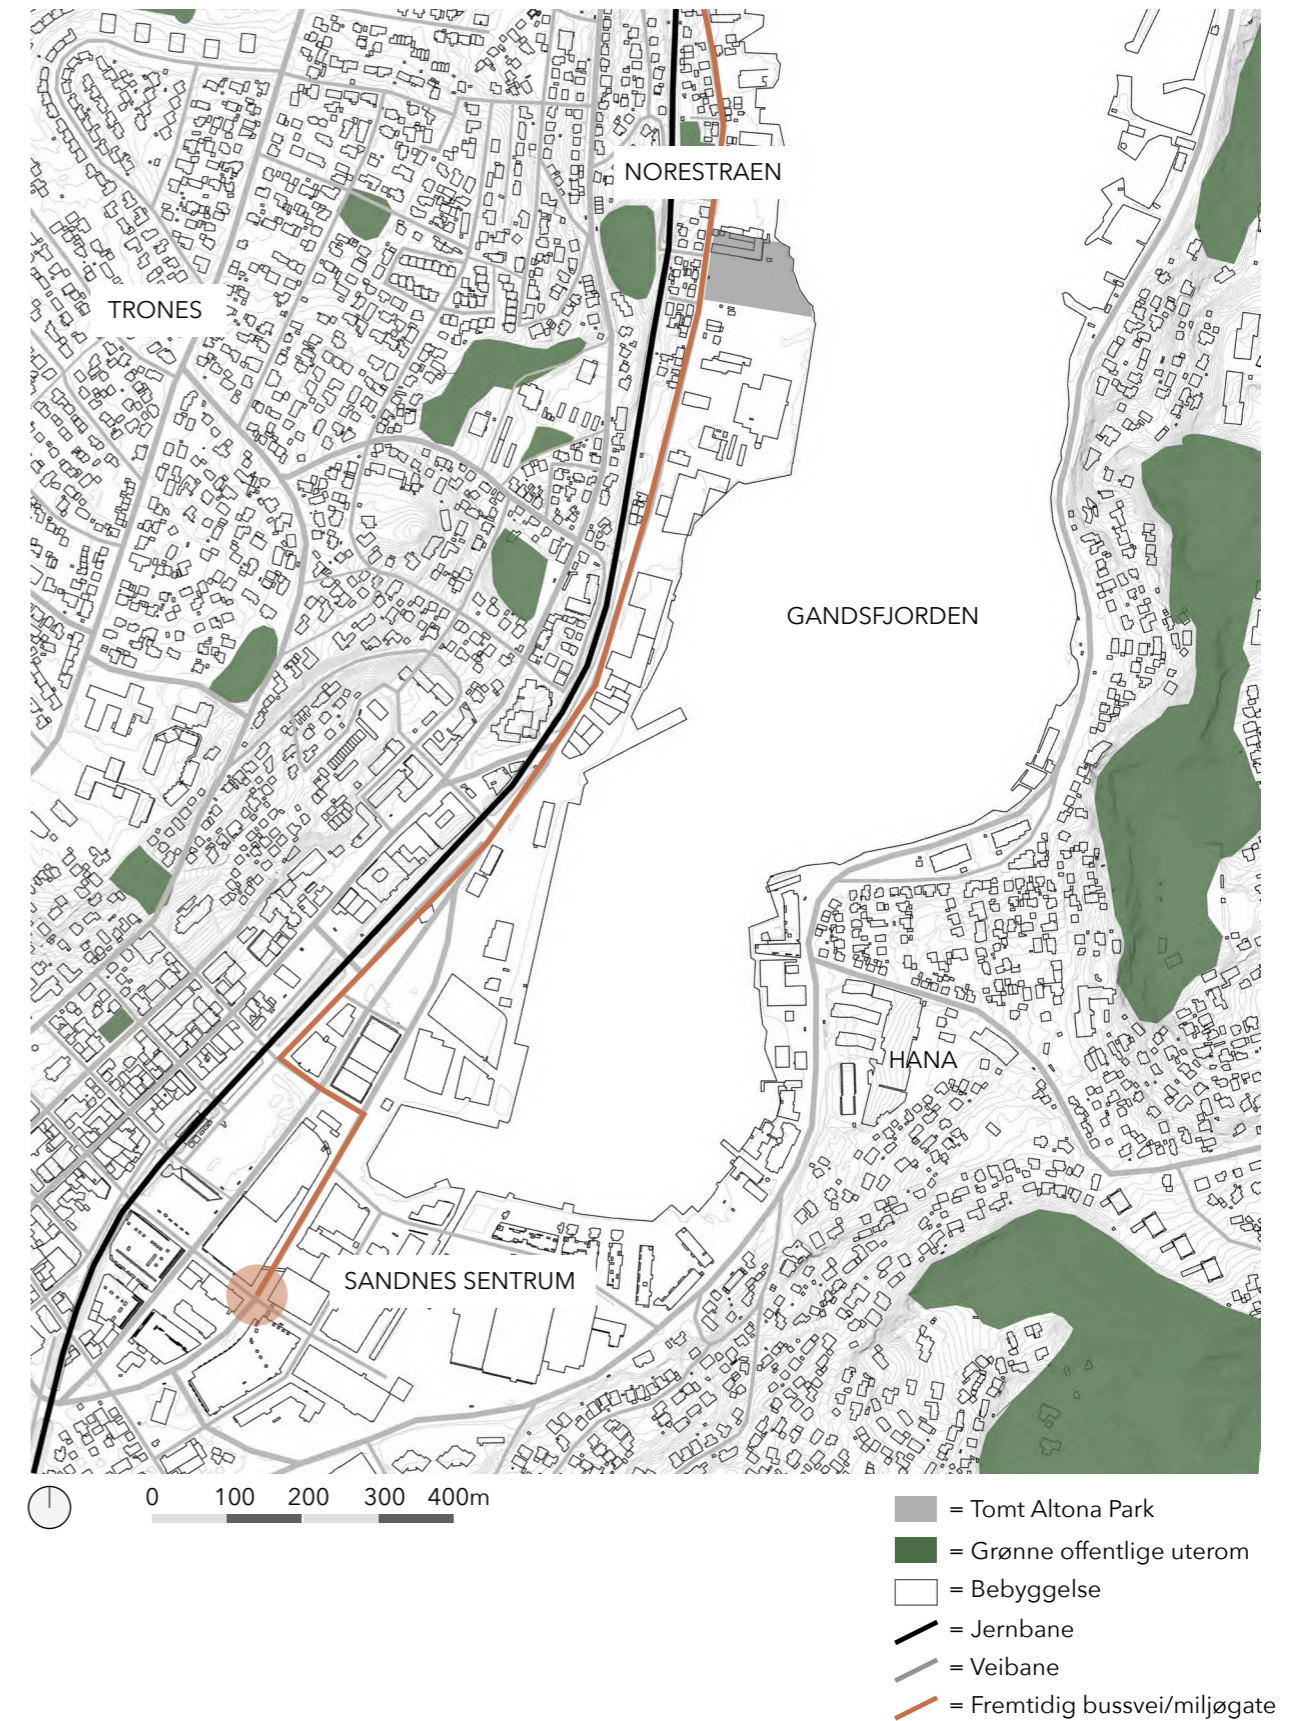 NORESTRAEN
TRONES
GANDSFJORDEN
HANA
SANDNES SENTRUM
0 100 200 300 400m
= Tomt Altona Park
= Grønne offentlige uterom
= Bebyggelse
= Jernbane
= Veibane
= Fremtidig bussvei/miljøgate